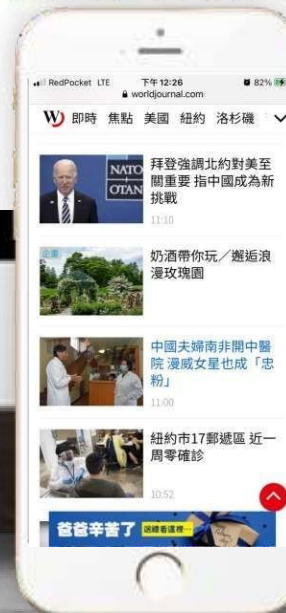 RedPocket LTE 下午12:26 82%
worldjournal.com
W 即時 焦點 美國 紐約 洛杉磯
NATO
OTAN
拜登強調北約對美至
關重要 指中國成為新
挑戰
11:10
奶酒帶你玩／邂逅浪
漫玫瑰園
中國夫婦南非開中醫
院 漫威女星也成「忠
粉」
11:00
紐約市17郵遞區 近一
周零確診
10:52
爸爸辛苦了